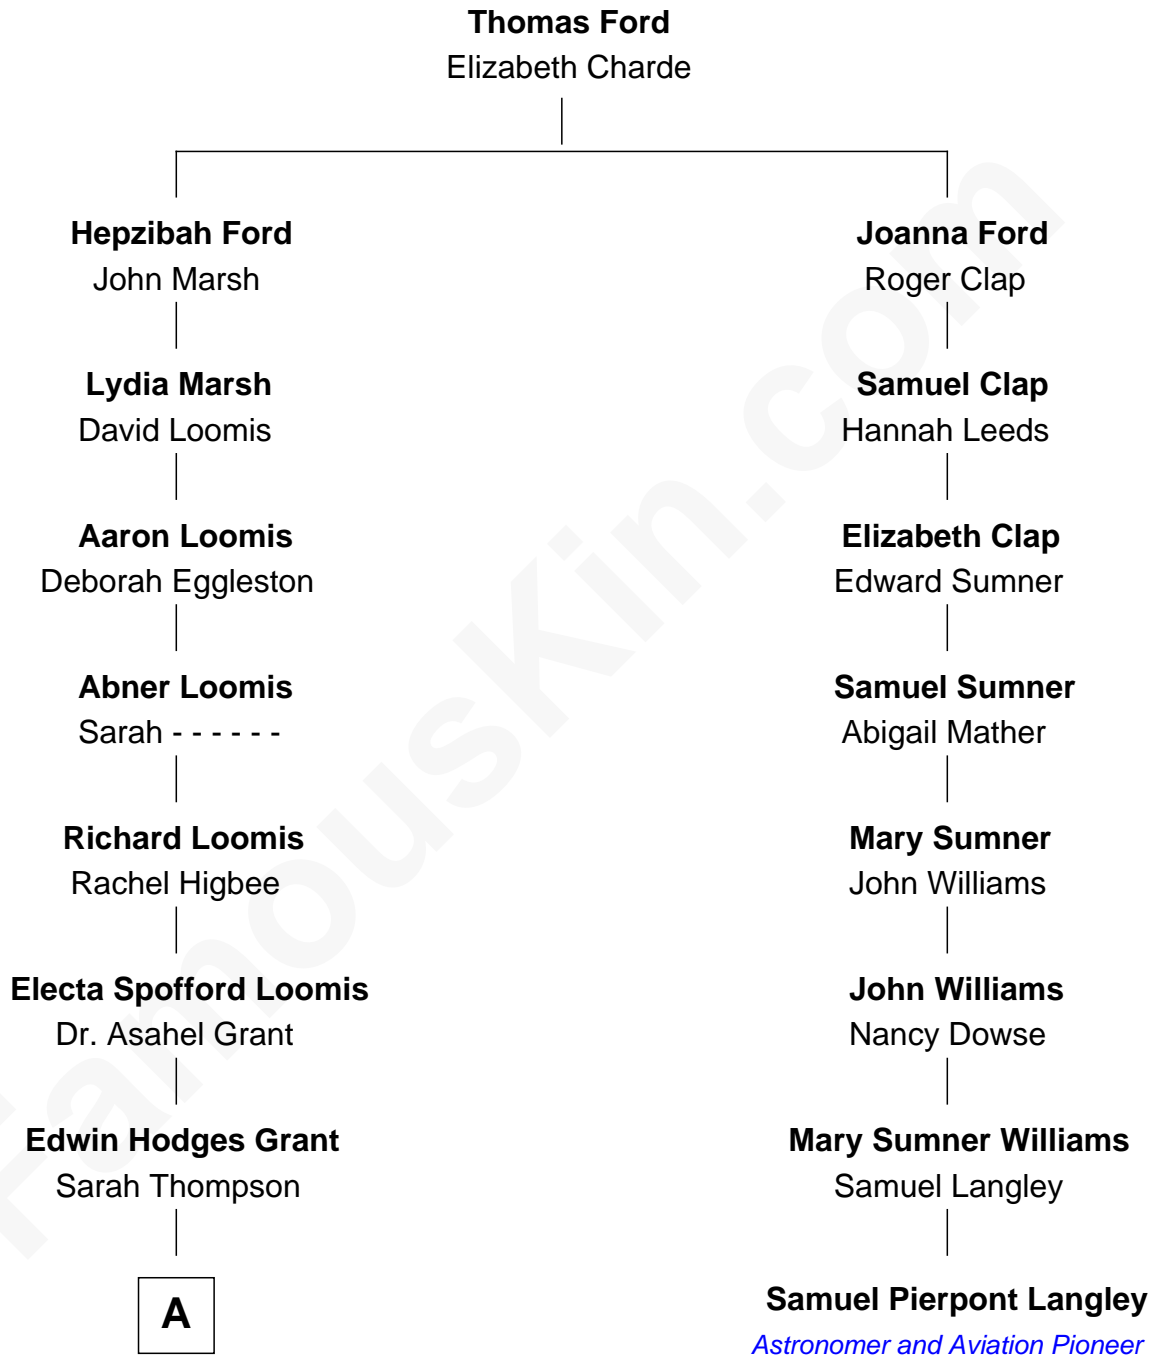 Thomas Ford
Elizabeth Charde
Hepzibah Ford
John Marsh
Joanna Ford
Roger Clap
Lydia Marsh
David Loomis
Samuel Clap
Hannah Leeds
Aaron Loomis
Deborah Eggleston
Elizabeth Clap
Edward Sumner
Abner Loomis
Sarah - - - - - -
Samuel Sumner
Abigail Mather
Richard Loomis
Rachel Higbee
Mary Sumner
John Williams
Electa Spofford Loomis
Dr. Asahel Grant
John Williams
Nancy Dowse
Edwin Hodges Grant
Sarah Thompson
Mary Sumner Williams
Samuel Langley
A
Samuel Pierpont Langley
Astronomer and Aviation Pioneer
FamousKin.com